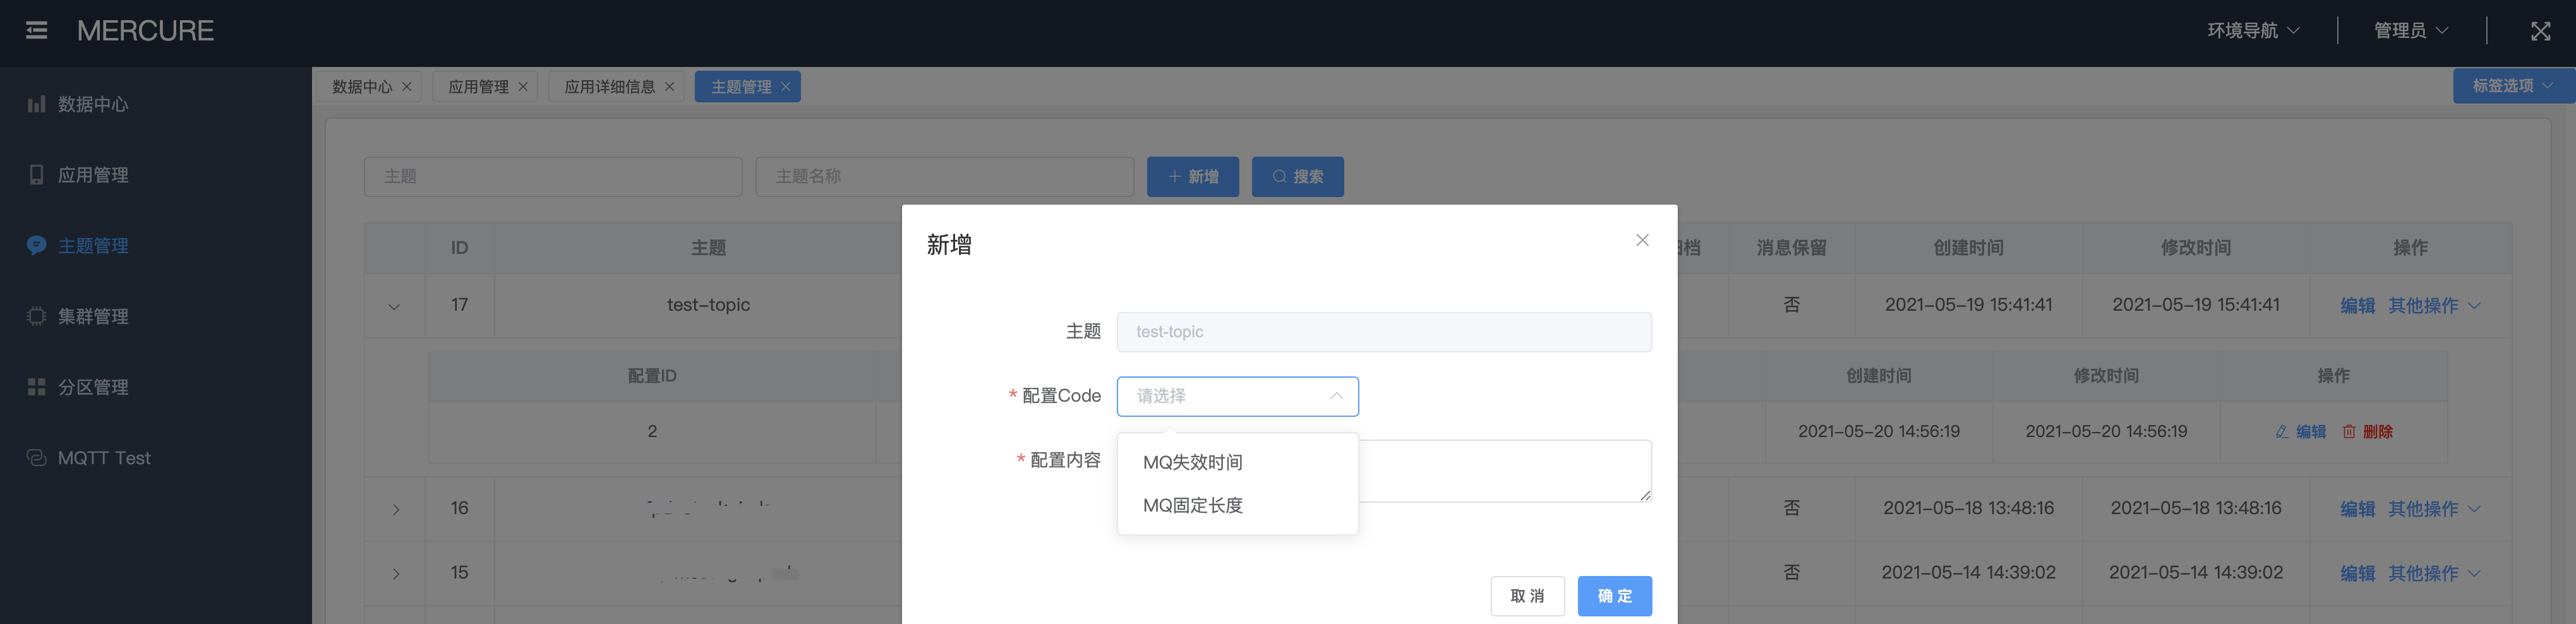 MERCURE
环境导航
管理员
数据中心
应用管理
应用详细信息
主题管理
标签选项
数据中心
应用管理
主题管理
集群管理
分区管理
MQTT Test
主题
主题名称
新增
搜索
ID
主题
档
消息保留
创建时间
修改时间
操作
17
test-topic
否
2021-05-19 15:41:41
2021-05-19 15:41:41
编辑 其他操作
配置ID
创建时间
修改时间
操作
2
2021-05-20 14:56:19
2021-05-20 14:56:19
编辑 删除
16
否
2021-05-18 13:48:16
2021-05-18 13:48:16
编辑 其他操作
15
否
2021-05-14 14:39:02
2021-05-14 14:39:02
编辑 其他操作
新增
主题
test-topic
* 配置Code
请选择
* 配置内容
MQ失效时间
MQ固定长度
取 消
确 定